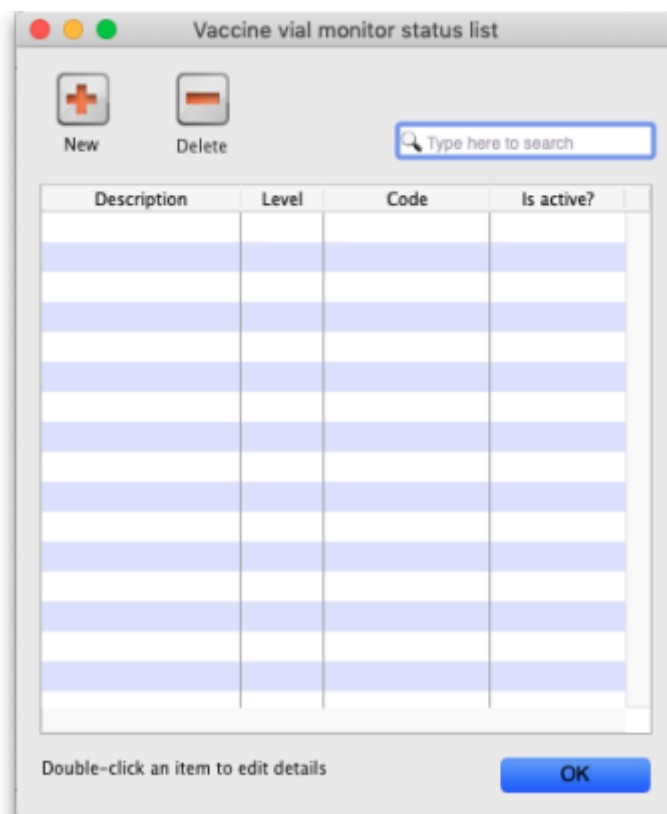 Vaccine vial monitor status list
New Delete
Type here to search
Description Level Code Is active?
Double-click an item to edit details
OK